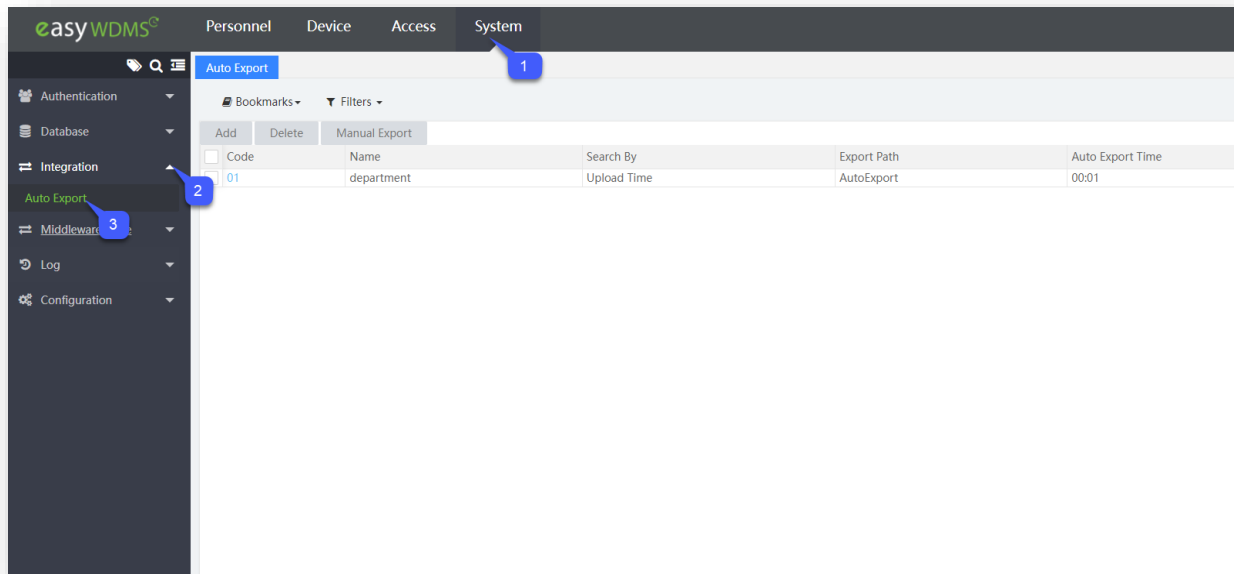 easy WDMS Personnel Device Access System
1
Auto Export
Authentication
Bookmarks Filters
Database
Add Delete Manual Export
Integration
Code Name Search By Export Path Auto Export Time
01 department Upload Time AutoExport 00:01
2
Auto Export
3
Log
Configuration